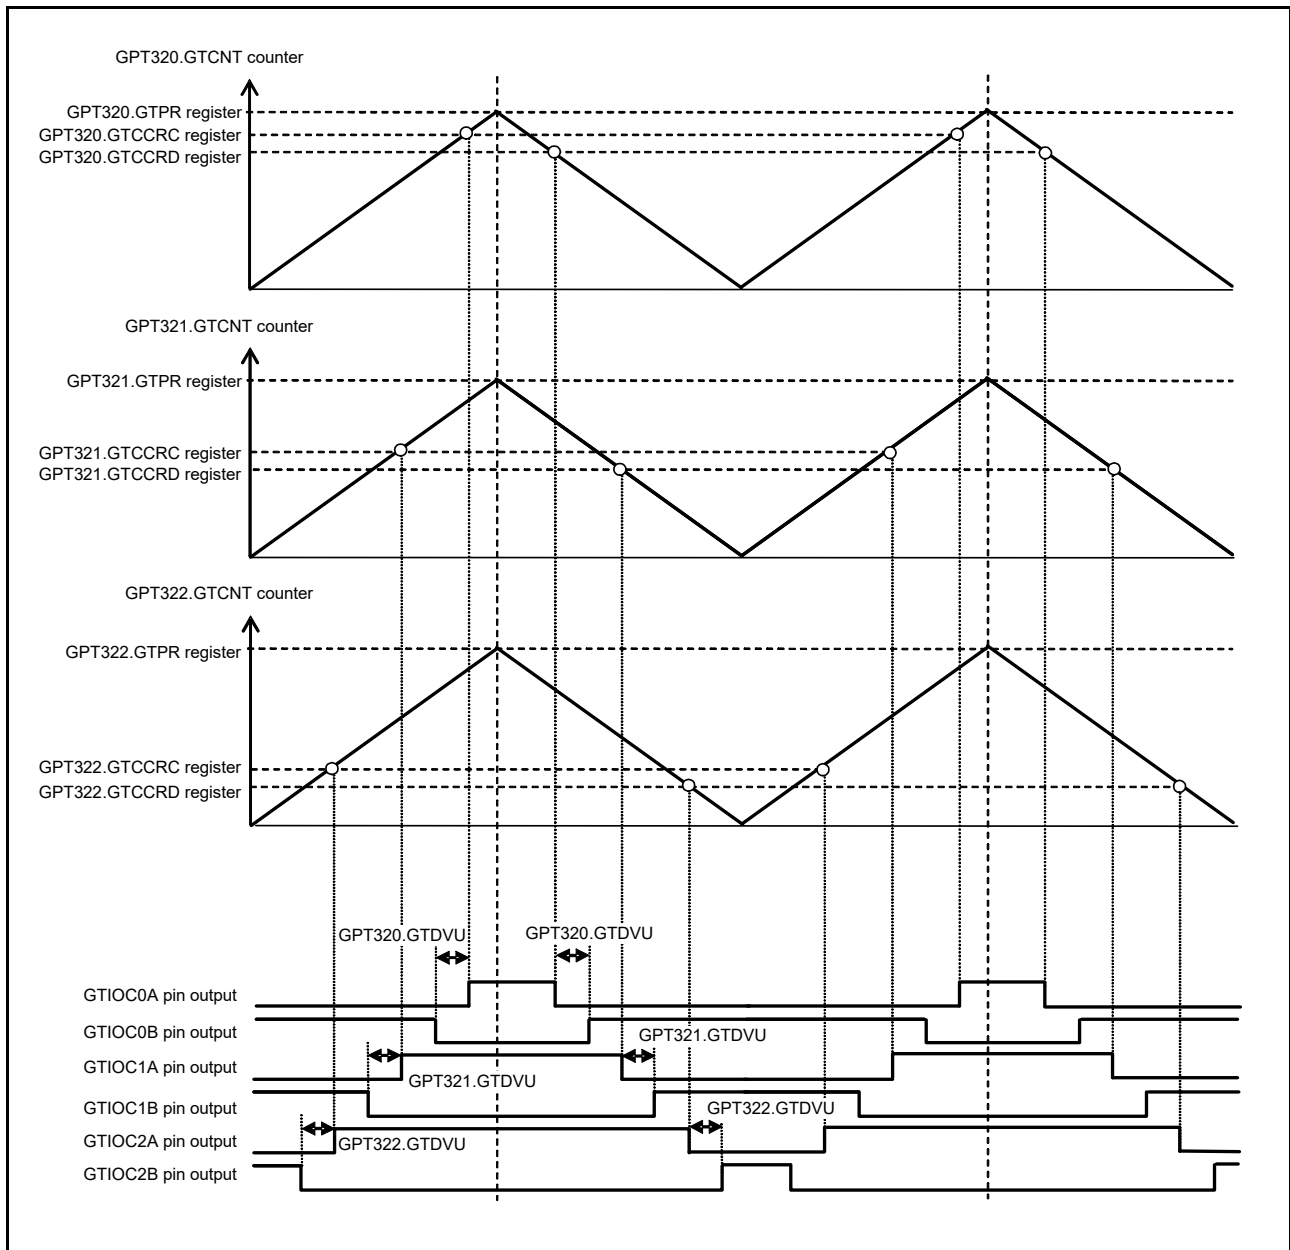 GPT320.GTCNT counter
GPT320.GTPR register
GPT320.GTCCRC register
GPT320.GTCCRD register
GPT321.GTCNT counter
GPT321.GTPR register
GPT321.GTCCRC register
GPT321.GTCCRD register
GPT322.GTCNT counter
GPT322.GTPR register
GPT322.GTCCRC register
GPT322.GTCCRD register
GPT320.GTDVU GPT320.GTDVU
GTIOC0A pin output
GTIOC0B pin output
GPT321.GTDVU
GTIOC1A pin output
GPT321.GTDVU
GTIOC1B pin output
GPT322.GTDVU
GTIOC2A pin output
GPT322.GTDVU
GTIOC2B pin output